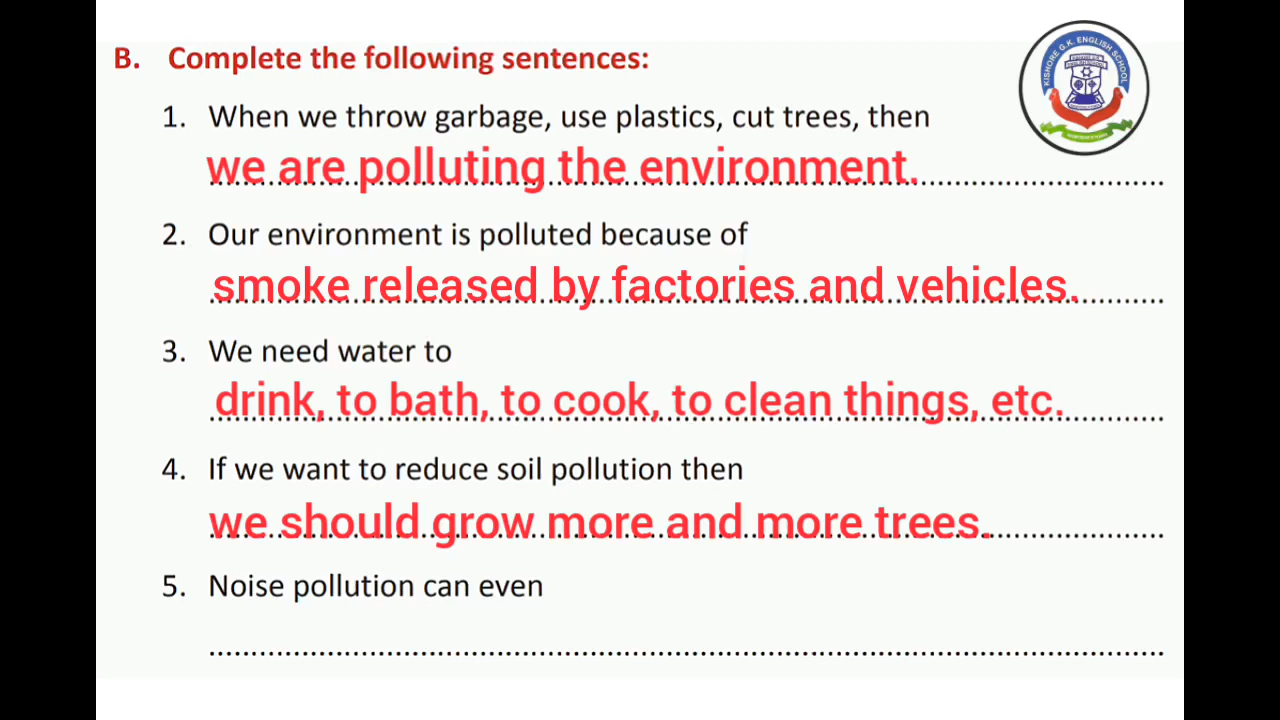 B. Complete the following sentences:
KISHORE G.K. ENGLISH SCHOOL
1. When we throw garbage, use plastics, cut trees, then
we are polluting the environment.
2. Our environment is polluted because of
smoke released by factories and vehicles.
3. We need water to
drink, to bath, to cook, to clean things, etc.
4. If we want to reduce soil pollution then
we should grow more and more trees.
5. Noise pollution can even